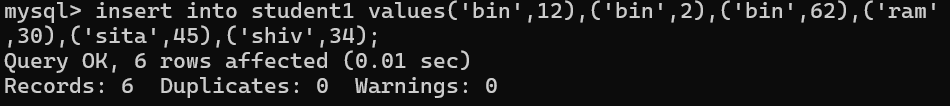 mysql> insert into student1 values('bin',12),('bin',2),('bin',62),('ram'
,30),('sita',45),('shiv',34);
Query OK, 6 rows affected (0.01 sec)
Records: 6  Duplicates: 0  Warnings: 0